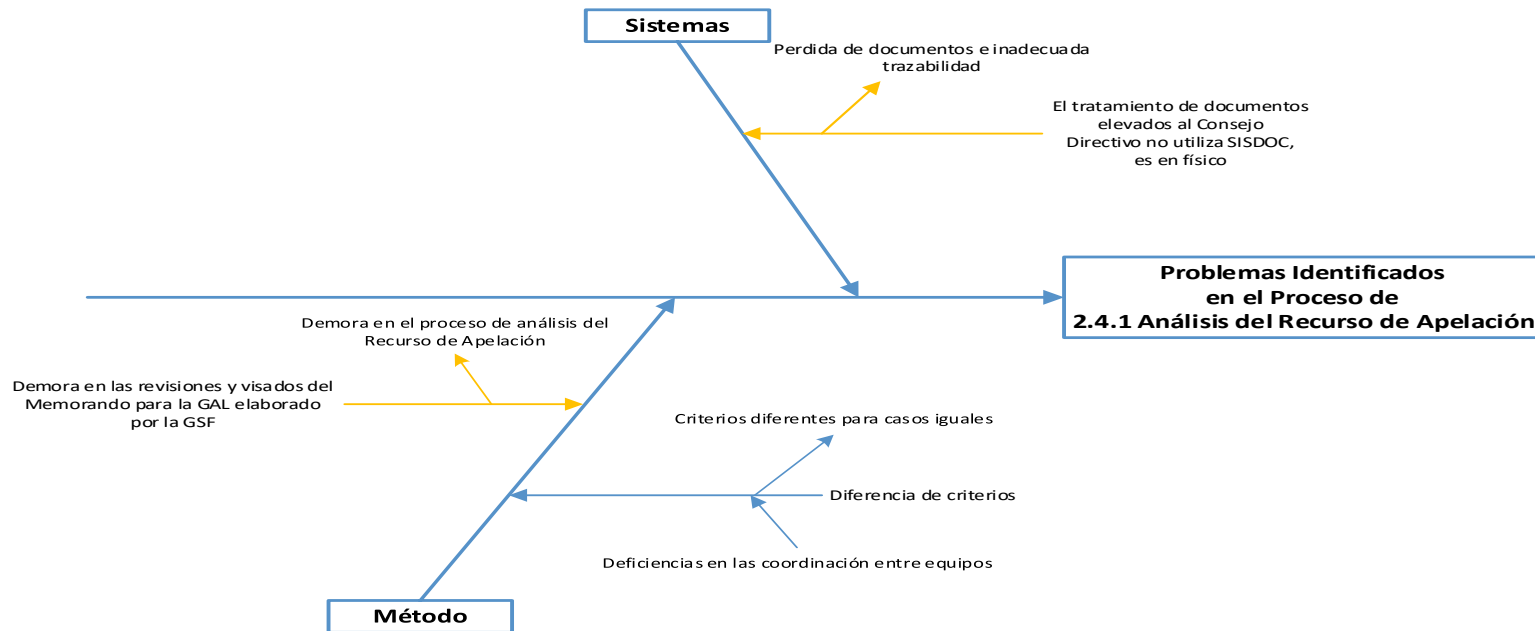 Sistemas
Perdida de documentos e inadecuada
trazabilidad
El tratamiento de documentos
elevados al Consejo
Directivo no utiliza SISDOC,
es en físico
Problemas Identificados
en el Proceso de
2.4.1 Análisis del Recurso de Apelación
Demora en el proceso de análisis del
Recurso de Apelación
Demora en las revisiones y visados del
Memorando para la GAL elaborado
por la GSF
Criterios diferentes para casos iguales
Diferencia de criterios
Deficiencias en las coordinación entre equipos
Método